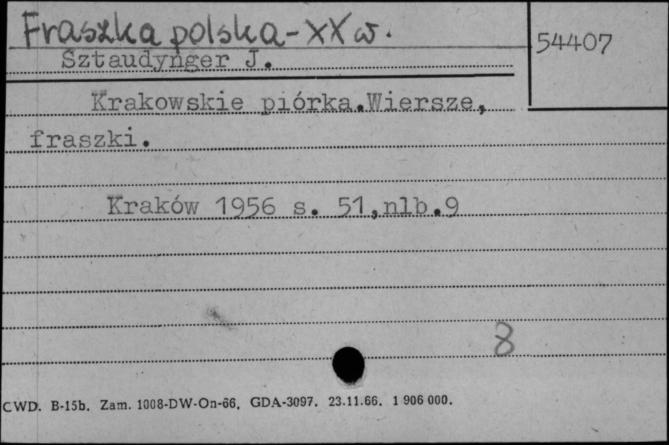 Fraszka polska - XX w.
54407
Sztaudynger J.
Krakowskie piórka.Wiersze,
fraszki.
Kraków 1956 s. 51,nlb.9
8
CWD. B-15b. Zam. 1008-DW-On-66. GDA-3097. 23.11.66. 1 906 000.